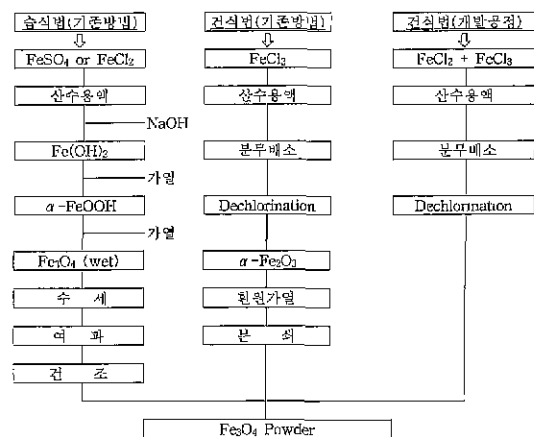 습식법(기존방법)
FeSO₄ or FeCl₂
산수용액
NaOH
Fe(OH)₂
가열
α-FeOOH
가열
Fe₃O₄ (wet)
수 세
여 파
건 조
건식법(기존방법)
FeCl₂
산수용액
분무배소
Dechlorination
α-Fe₂O₃
환원가열
분 쇄
건식법(개발공정)
FeCl₂ + FeCl₃
산수용액
분무배소
Dechlorination
Fe₃O₄ Powder